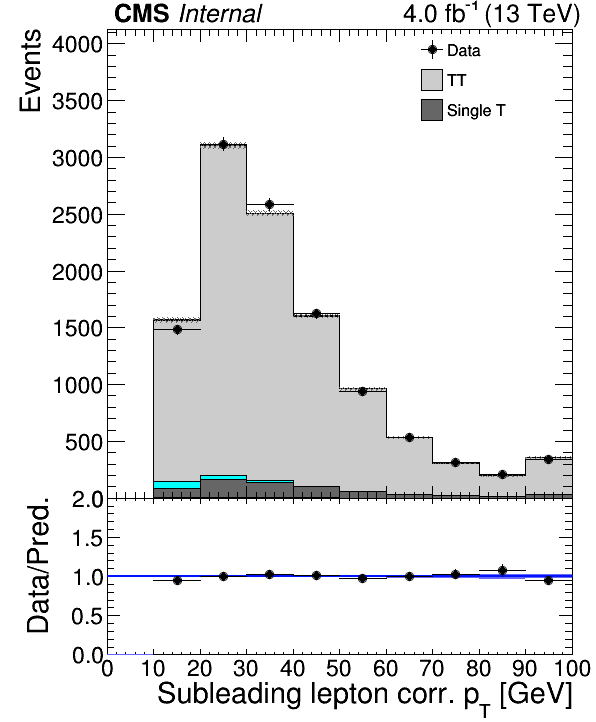 CMS Internal 4.0 fb-1 (13 TeV)
Events
4000
3500
3000
2500
2000
1500
1000
500
Data
TT
Single T
Data/Pred.
2.0
1.5
1.0
0.5
0.0
0 10 20 30 40 50 60 70 80 90 100
Subleading lepton corr. pT [GeV]